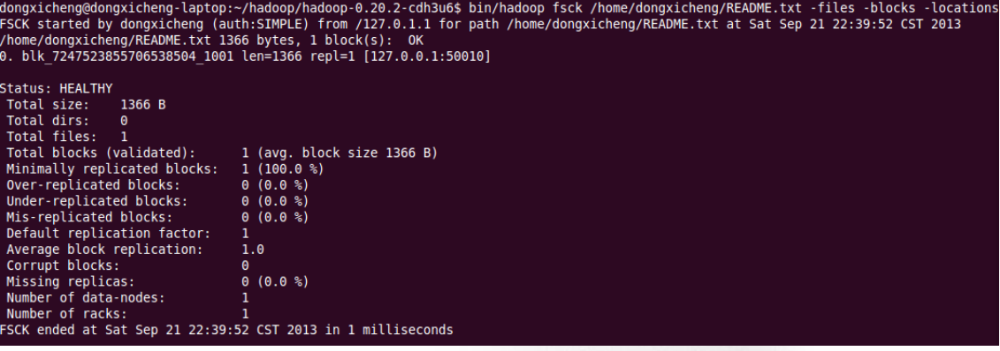 dongxicheng@dongxicheng-laptop:~/hadoop/hadoop-0.20.2-cdh3u6$ bin/hadoop fsck /home/dongxicheng/README.txt -files -blocks -locations
FSCK started by dongxicheng (auth:SIMPLE) from /127.0.1.1 for path /home/dongxicheng/README.txt at Sat Sep 21 22:39:52 CST 2013
/home/dongxicheng/README.txt 1366 bytes, 1 block(s):  OK
0. blk_7247523855706538504_1001 len=1366 repl=1 [127.0.0.1:50010]

Status: HEALTHY
 Total size:    1366 B
 Total dirs:    0
 Total files:   1
 Total blocks (validated):      1 (avg. block size 1366 B)
 Minimally replicated blocks:   1 (100.0 %)
 Over-replicated blocks:        0 (0.0 %)
 Under-replicated blocks:       0 (0.0 %)
 Mis-replicated blocks:         0 (0.0 %)
 Default replication factor:    1
 Average block replication:     1.0
 Corrupt blocks:                0
 Missing replicas:              0 (0.0 %)
 Number of data-nodes:          1
 Number of racks:               1
FSCK ended at Sat Sep 21 22:39:52 CST 2013 in 1 milliseconds